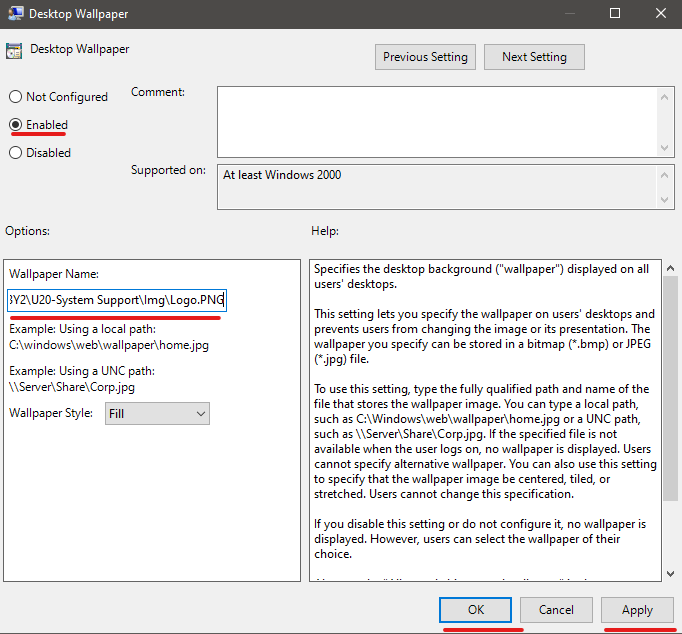 Desktop Wallpaper
Desktop Wallpaper
Previous Setting
Next Setting
Not Configured
Enabled
Disabled
Comment:
Supported on:
At least Windows 2000
Options:
Help:
Wallpaper Name:
Y2\U20-System Support\Img\Logo.PNG
Example: Using a local path:
C:\windows\web\wallpaper\home.jpg
Example: Using a UNC path:
\\Server\Share\Corp.jpg
Wallpaper Style:
Fill
Specifies the desktop background ("wallpaper") displayed on all
users' desktops.
This setting lets you specify the wallpaper on users' desktops and
prevents users from changing the image or its presentation. The
wallpaper you specify can be stored in a bitmap (*.bmp) or JPEG
(*.jpg) file.
To use this setting, type the fully qualified path and name of the
file that stores the wallpaper image. You can type a local path,
such as C:\Windows\web\wallpaper\home.jpg or a UNC path,
such as \\Server\Share\Corp.jpg. If the specified file is not
available when the user logs on, no wallpaper is displayed. Users
cannot specify alternative wallpaper. You can also use this setting
to specify that the wallpaper image be centered, tiled, or
stretched. Users cannot change this specification.
If you disable this setting or do not configure it, no wallpaper is
displayed. However, users can select the wallpaper of their
choice.
OK
Cancel
Apply